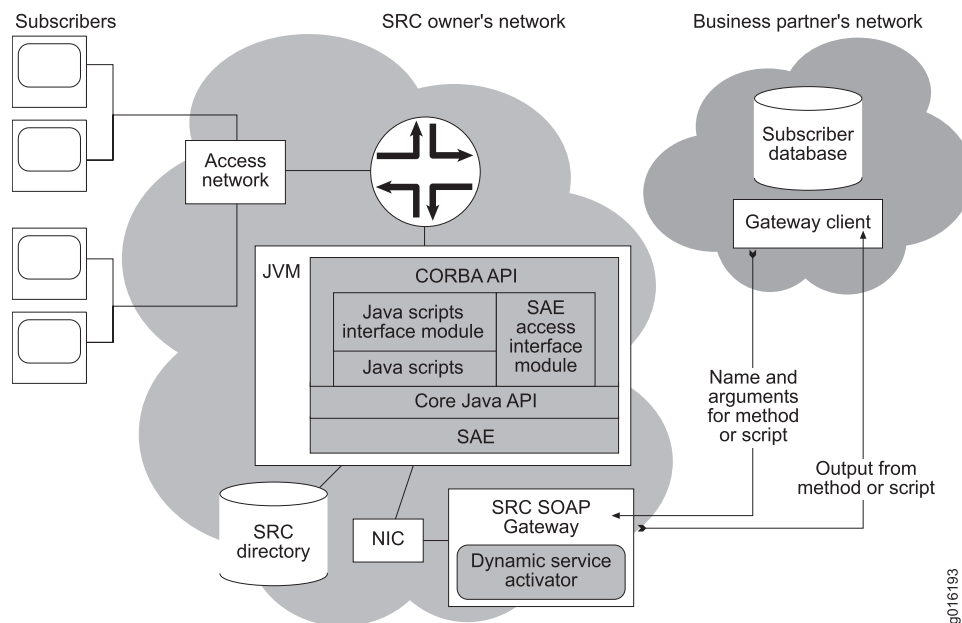 Subscribers
SRC owner's network
Business partner's network
Access
network
Subscriber
database
Gateway client
JVM
CORBA API
Java scripts
interface module
SAE
access
interface
module
Java scripts
Core Java API
SAE
Name and
arguments
for method
or script
Output from
method or script
SRC
directory
NIC
SRC SOAP
Gateway
Dynamic service
activator
g016193